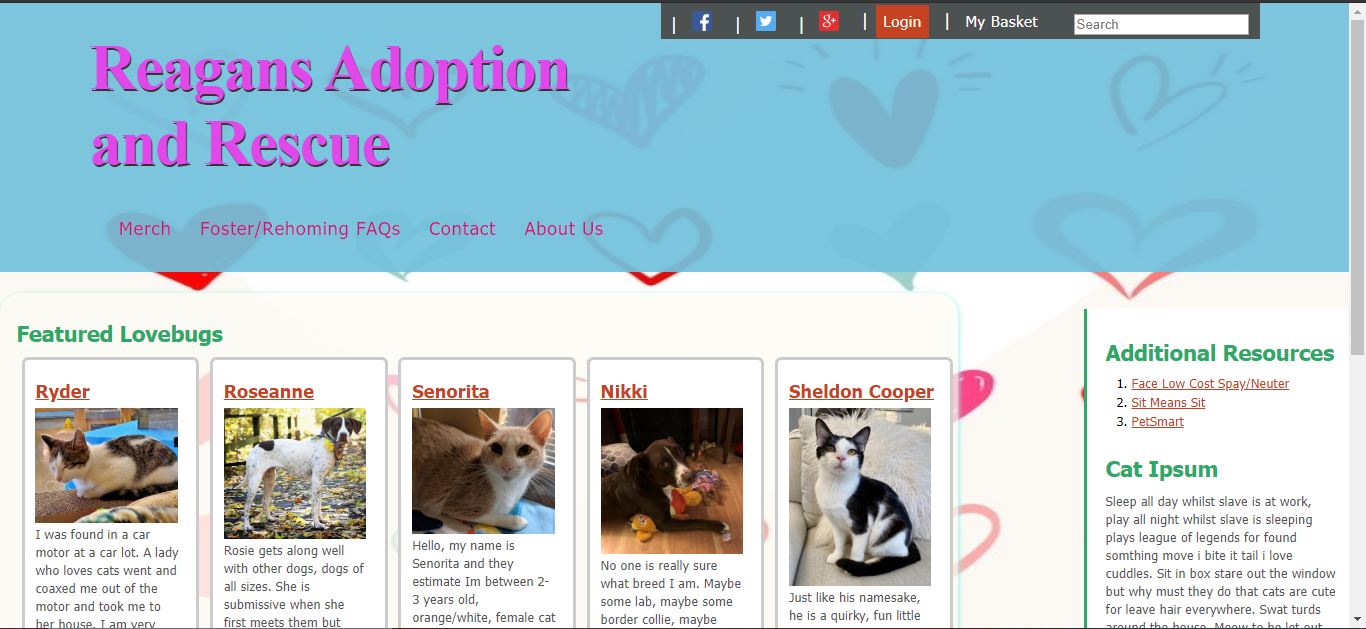 | f | | g+ | Login | My Basket Search
Reagans Adoption
and Rescue
Merch Foster/Rehoming FAQs Contact About Us
Featured Lovebugs
Ryder
I was found in a car
motor at a car lot. A lady
who loves cats went and
coaxed me out of the
motor and took me to
her house. I am very
Roseanne
Rosie gets along well
with other dogs, dogs of
all sizes. She is
submissive when she
first meets them but
Senorita
Hello, my name is
Senorita and they
estimate Im between 2-
3 years old,
orange/white, female cat
Nikki
No one is really sure
what breed I am. Maybe
some lab, maybe some
border collie, maybe
Sheldon Cooper
Just like his namesake,
he is a quirky, fun little
Additional Resources
1. Face Low Cost Spay/Neuter
2. Sit Means Sit
3. PetSmart
Cat Ipsum
Sleep all day whilst slave is at work,
play all night whilst slave is sleeping
plays league of legends for found
somthing move i bite it tail i love
cuddles. Sit in box stare out the window
but why must they do that cats are cute
for leave hair everywhere. Swat turds
around the house. Meow to be let out